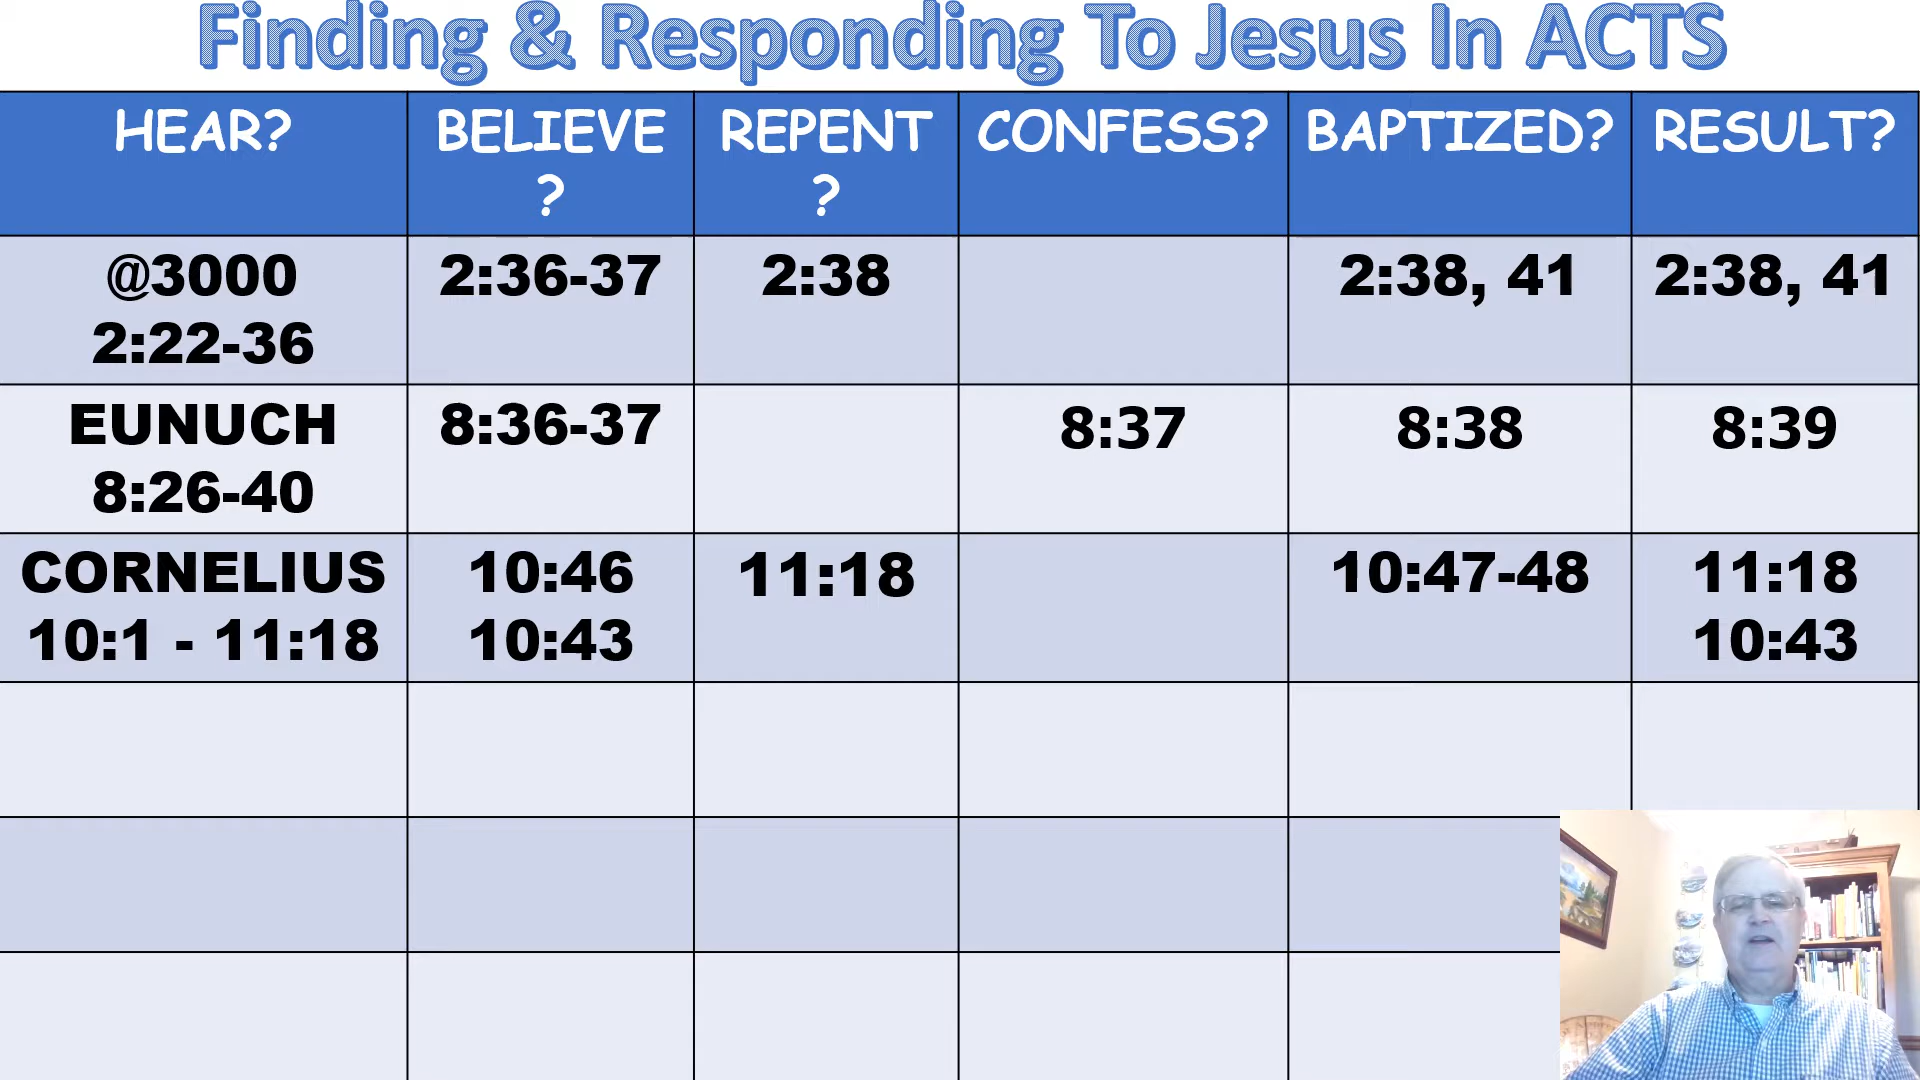 Finding & Responding To Jesus In ACTS
HEAR? BELIEVE REPENT CONFESS? BAPTIZED? RESULT?
? ?
@3000 2:36-37 2:38 2:38, 41 2:38, 41
2:22-36
EUNUCH 8:36-37 8:37 8:38 8:39
8:26-40
CORNELIUS 10:46 11:18 10:47-48 11:18
10:1 - 11:18 10:43 10:43